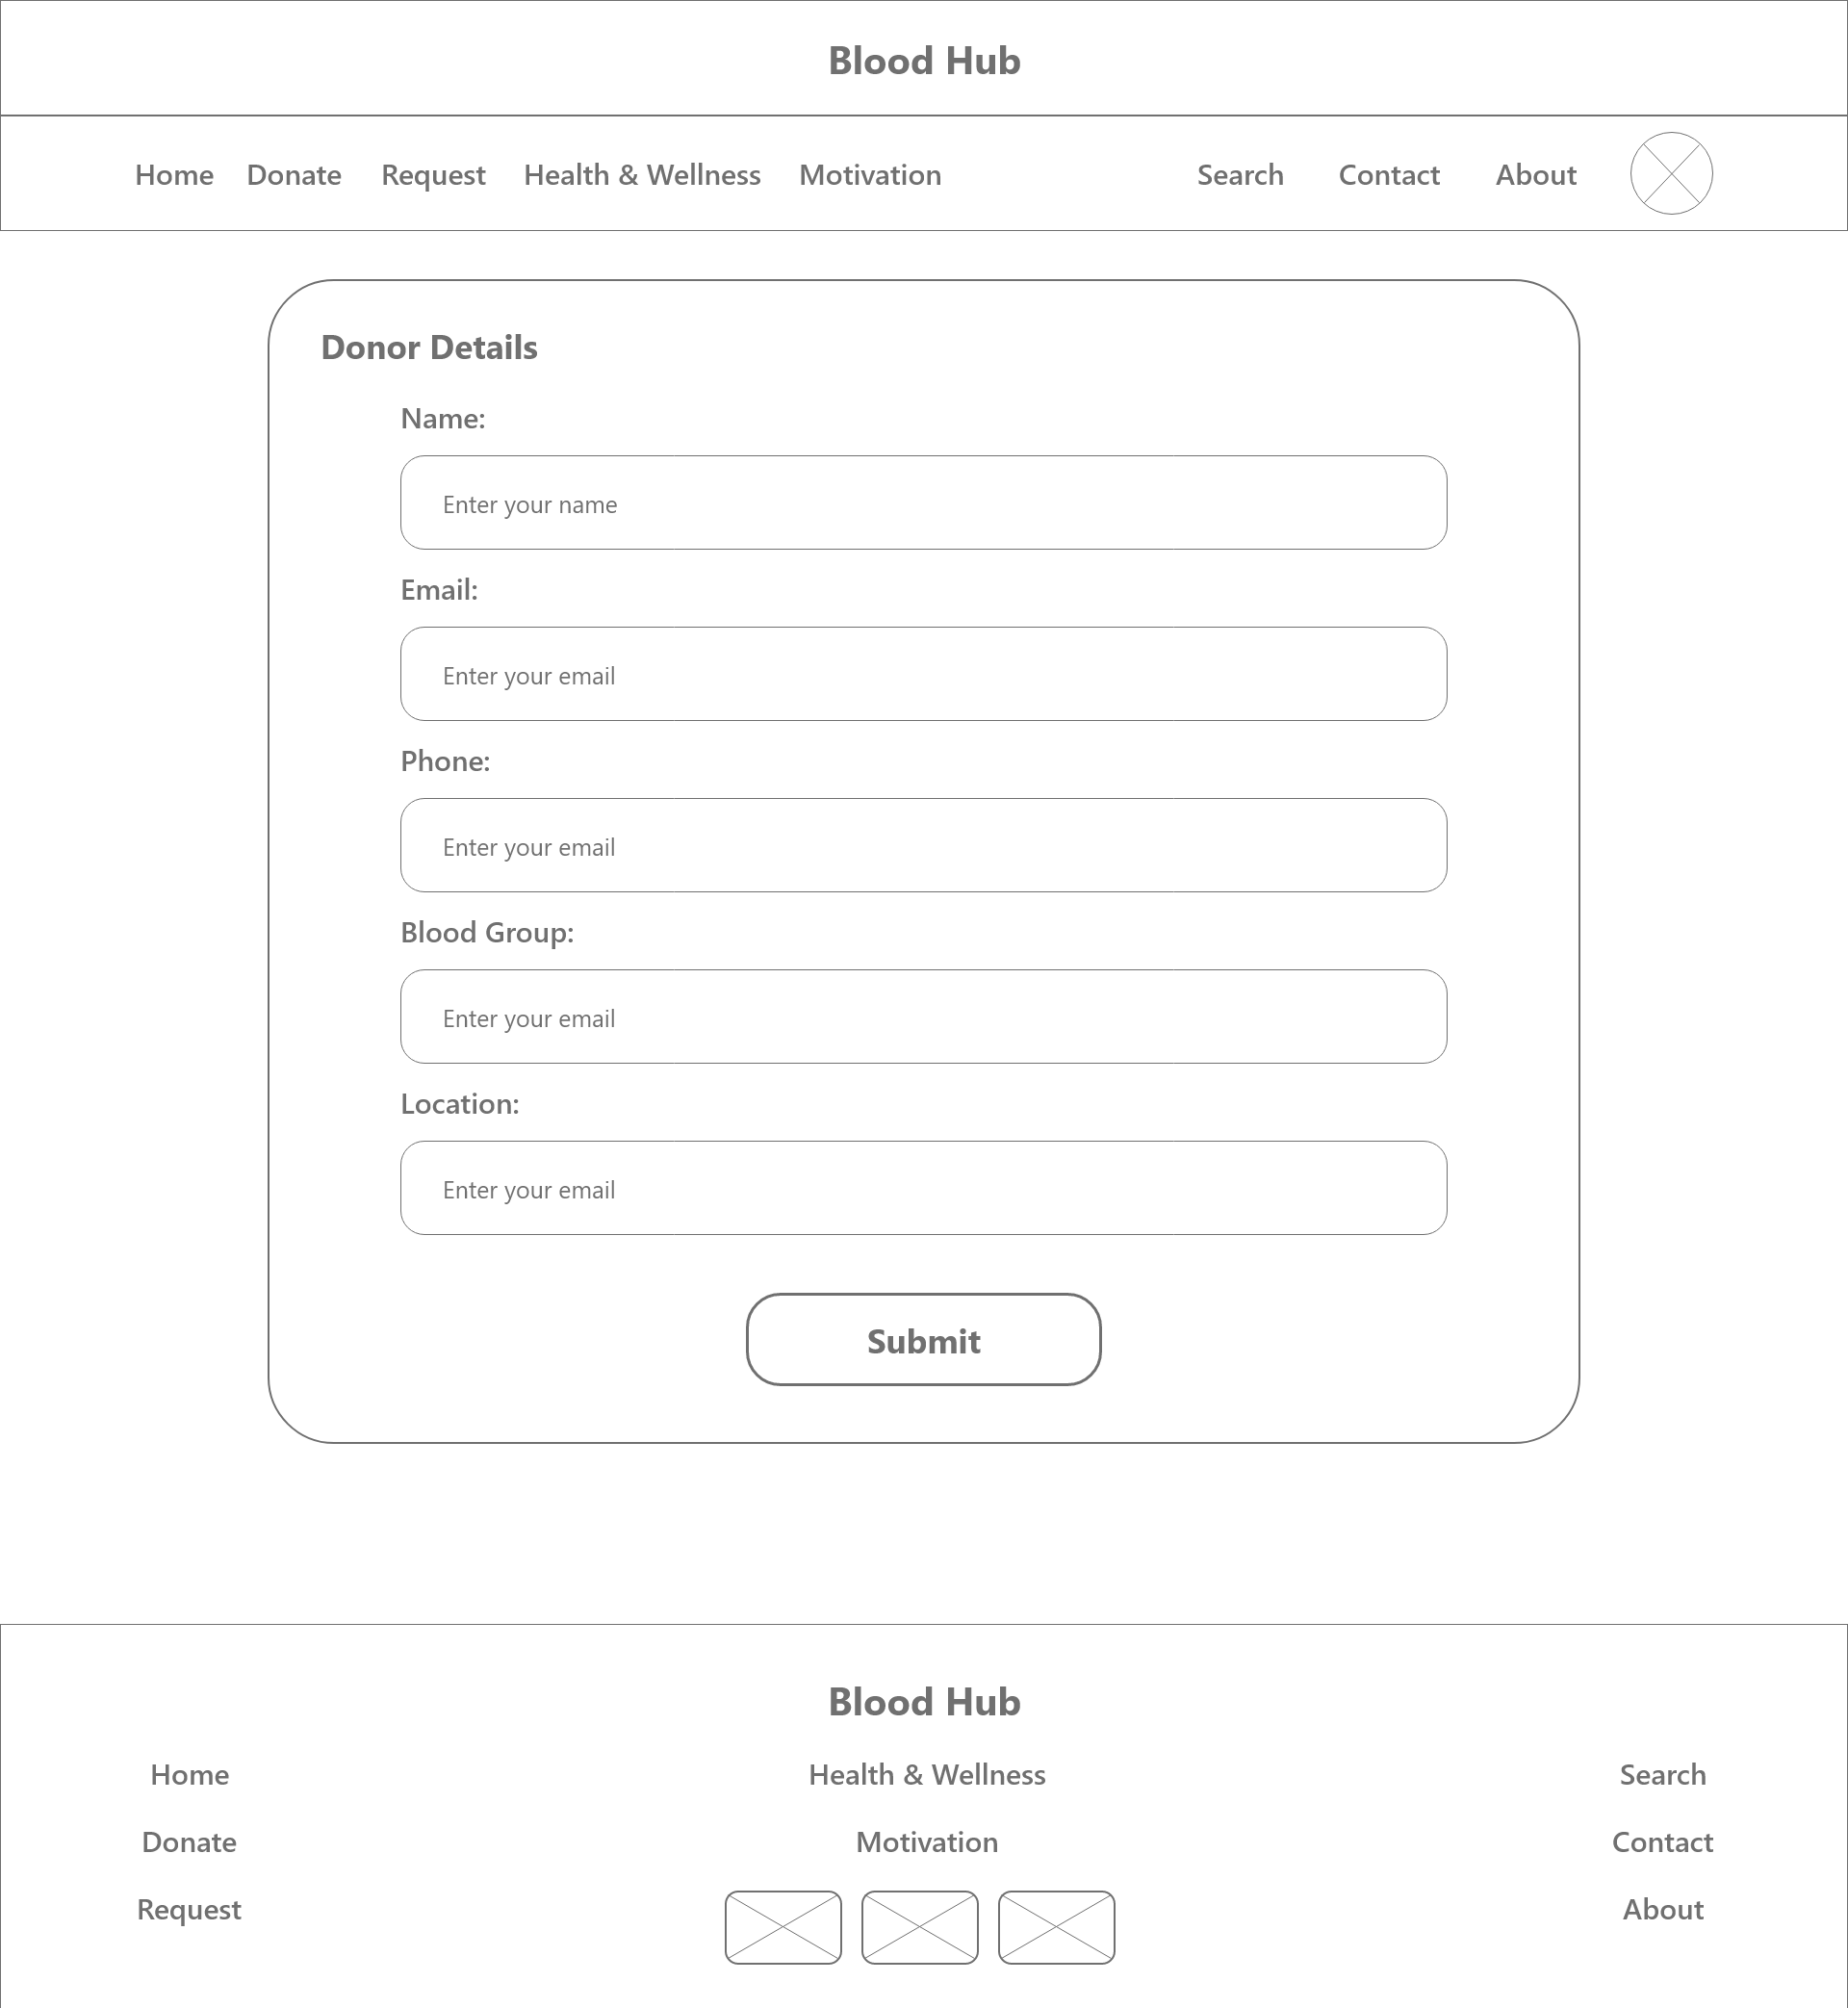 Blood Hub
Home Donate Request Health & Wellness Motivation Search Contact About
Donor Details
Name:
Enter your name
Email:
Enter your email
Phone:
Enter your email
Blood Group:
Enter your email
Location:
Enter your email
Submit
Blood Hub
Home Health & Wellness Search
Donate Motivation Contact
Request About